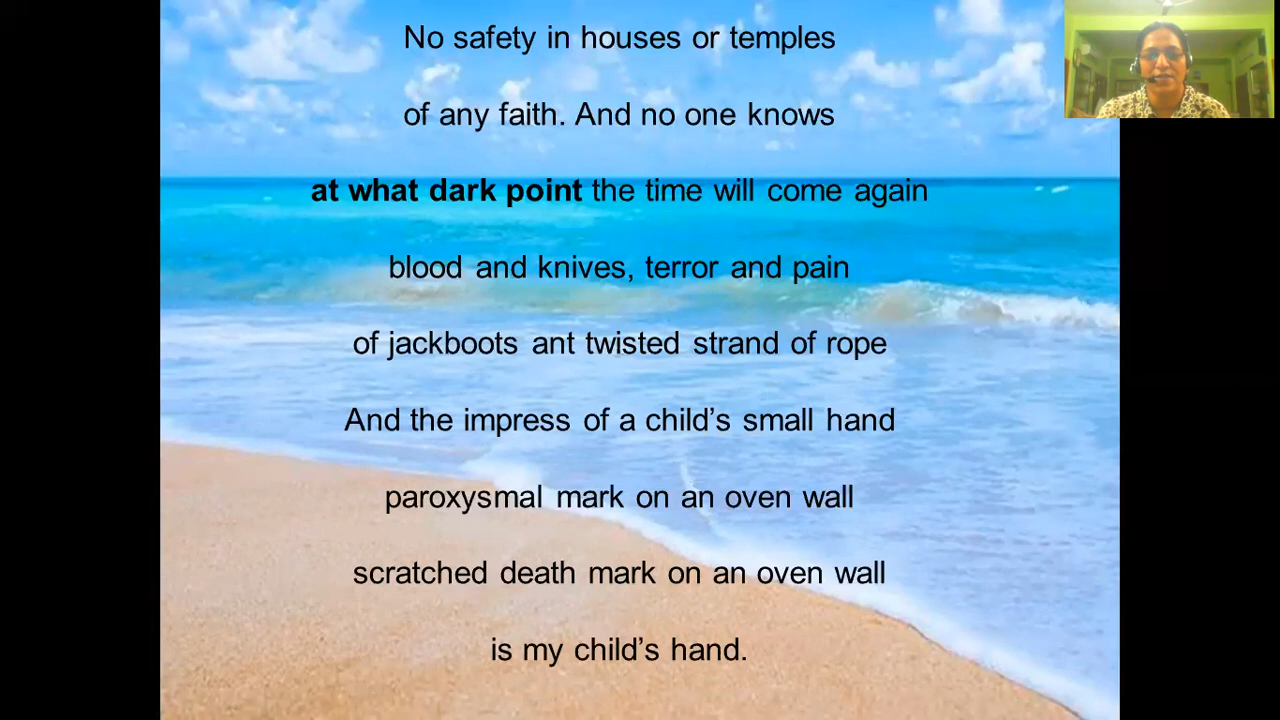 No safety in houses or temples
of any faith. And no one knows
at what dark point the time will come again
blood and knives, terror and pain
of jackboots ant twisted strand of rope
And the impress of a child’s small hand
paroxysmal mark on an oven wall
scratched death mark on an oven wall
is my child’s hand.